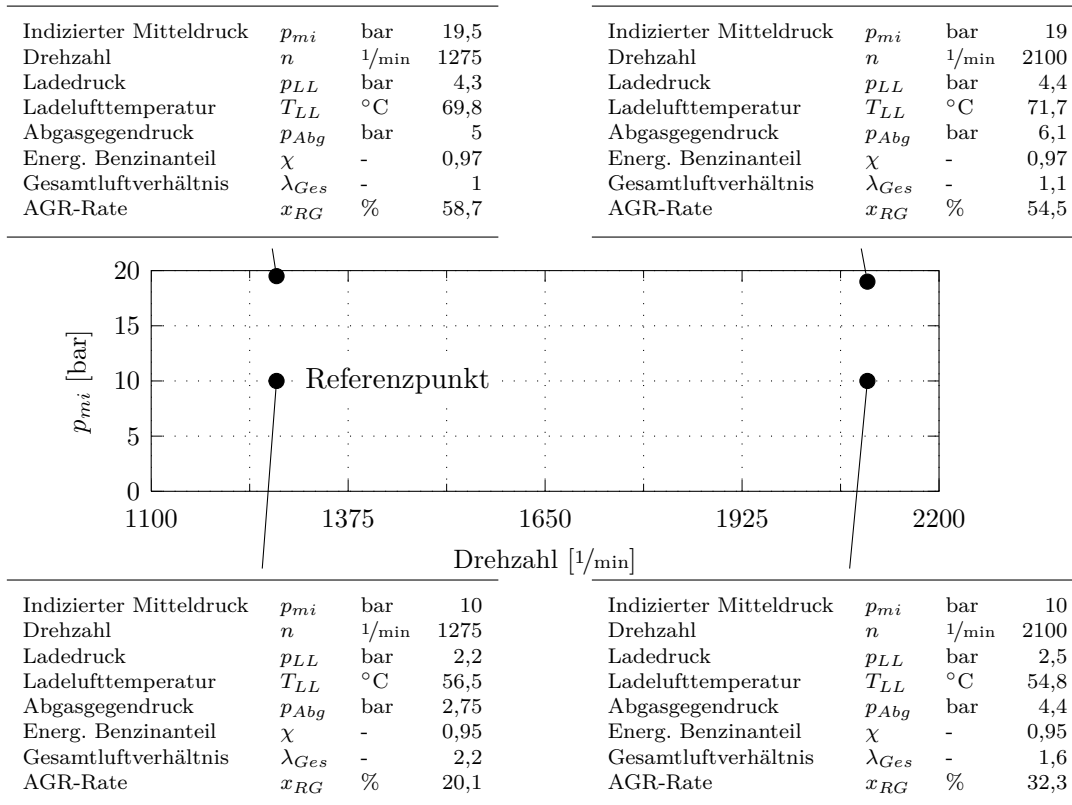 Indizierter Mitteldruck p_mi bar 19,5
Drehzahl n 1/min 1275
Ladedruck p_LL bar 4,3
Ladelufttemperatur T_LL °C 69,8
Abgasgegendruck p_Abg bar 5
Energ. Benzinanteil χ - 0,97
Gesamtluftverhältnis λ_Ges - 1
AGR-Rate x_RG % 58,7
Indizierter Mitteldruck p_mi bar 19
Drehzahl n 1/min 2100
Ladedruck p_LL bar 4,4
Ladelufttemperatur T_LL °C 71,7
Abgasgegendruck p_Abg bar 6,1
Energ. Benzinanteil χ - 0,97
Gesamtluftverhältnis λ_Ges - 1,1
AGR-Rate x_RG % 54,5
20
15
10
5
0
p_mi [bar]
Referenzpunkt
1100 1375 1650 1925 2200
Drehzahl [1/min]
Indizierter Mitteldruck p_mi bar 10
Drehzahl n 1/min 1275
Ladedruck p_LL bar 2,2
Ladelufttemperatur T_LL °C 56,5
Abgasgegendruck p_Abg bar 2,75
Energ. Benzinanteil χ - 0,95
Gesamtluftverhältnis λ_Ges - 2,2
AGR-Rate x_RG % 20,1
Indizierter Mitteldruck p_mi bar 10
Drehzahl n 1/min 2100
Ladedruck p_LL bar 2,5
Ladelufttemperatur T_LL °C 54,8
Abgasgegendruck p_Abg bar 4,4
Energ. Benzinanteil χ - 0,95
Gesamtluftverhältnis λ_Ges - 1,6
AGR-Rate x_RG % 32,3